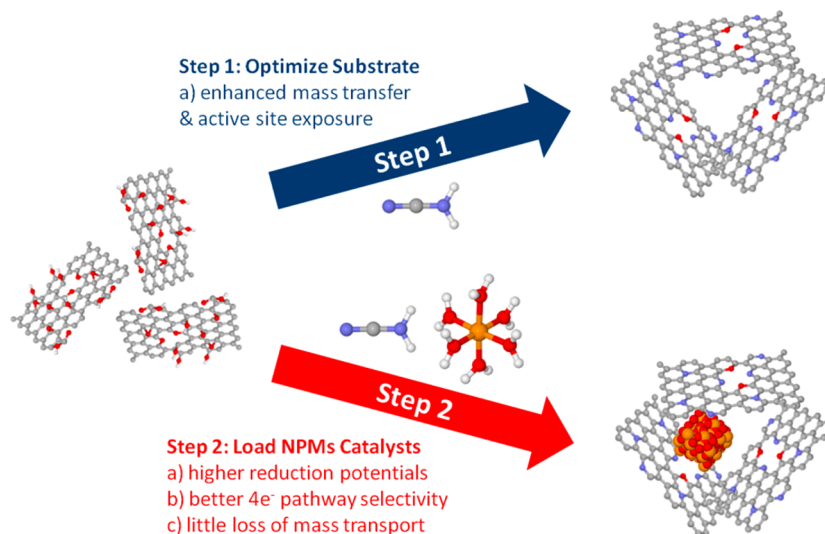 Step 1: Optimize Substrate
a) enhanced mass transfer
& active site exposure
Step 1
Step 2
Step 2: Load NPMs Catalysts
a) higher reduction potentials
b) better 4e⁻ pathway selectivity
c) little loss of mass transport